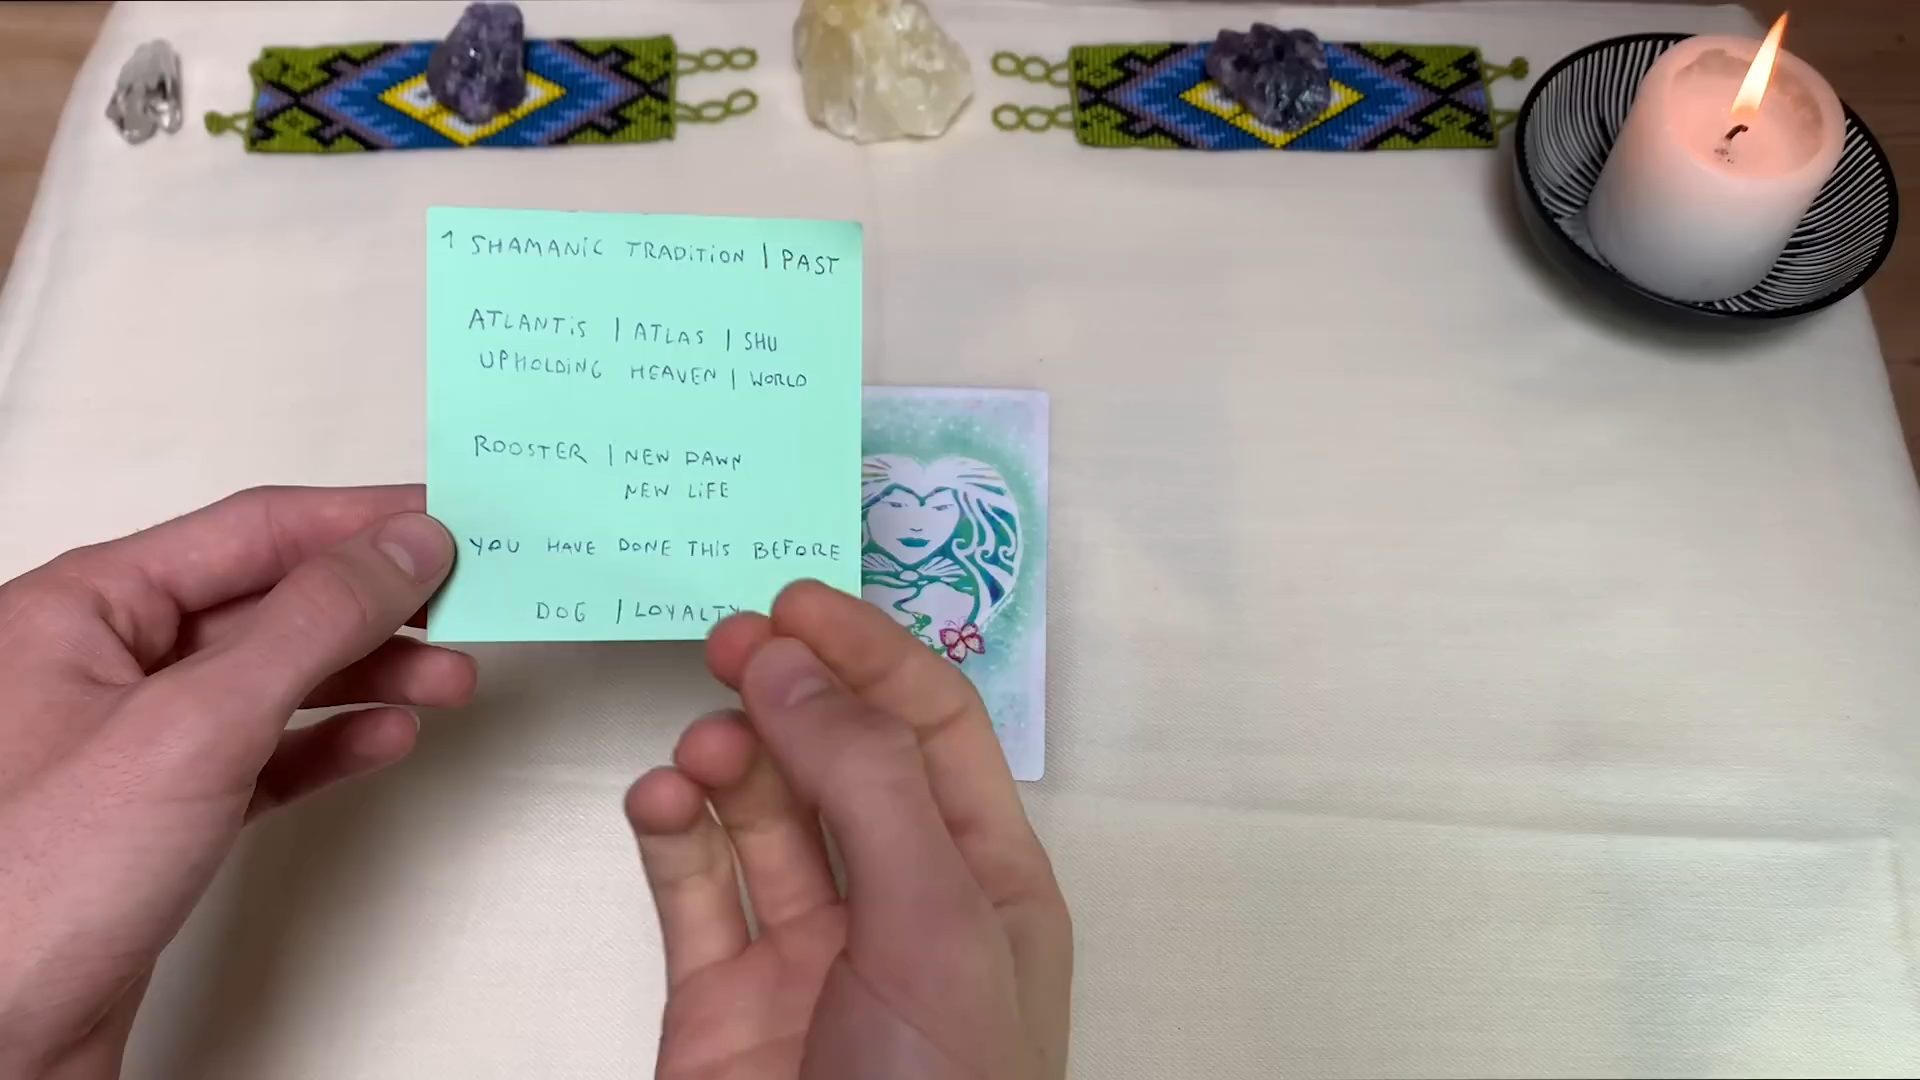 1 SHAMANIC TRADITION | PAST
ATLANTIS | ATLAS | SHU
UPHOLDING HEAVEN | WORLD
ROOSTER | NEW DAWN
NEW LIFE
YOU HAVE DONE THIS BEFORE
DOG | LOYALTY